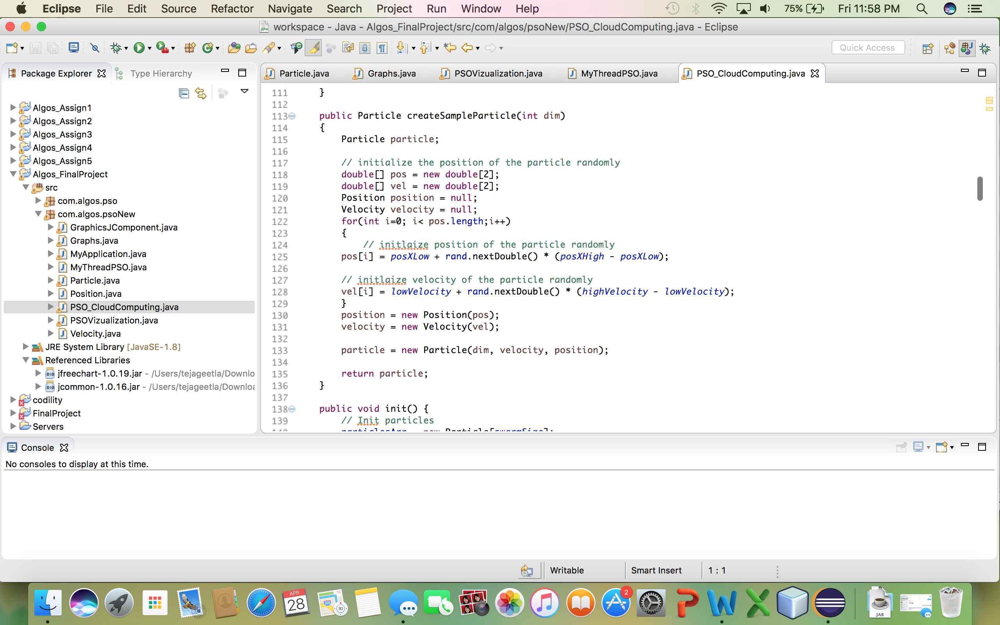 Eclipse File Edit Source Refactor Navigate Search Project Run Window Help 75% Fri 11:58 PM
workspace - Java - Algos_FinalProject/src/com/algos/psoNew/PSO_CloudComputing.java - Eclipse
Quick Access
Package Explorer Type Hierarchy
Algos_Assign1
Algos_Assign2
Algos_Assign3
Algos_Assign4
Algos_Assign5
Algos_FinalProject
src
com.algos.pso
com.algos.psoNew
GraphicsJComponent.java
Graphs.java
MyApplication.java
MyThreadPSO.java
Particle.java
Position.java
PSO_CloudComputing.java
PSOVizualization.java
Velocity.java
JRE System Library [JavaSE-1.8]
Referenced Libraries
jfreechart-1.0.19.jar - /Users/tejageetla/Downlo
jcommon-1.0.16.jar - /Users/tejageetla/Downloa
codility
FinalProject
Servers
Particle.java Graphs.java PSOVizualization.java MyThreadPSO.java PSO_CloudComputing.java
111 }
112
113 public Particle createSampleParticle(int dim)
114 {
115 Particle particle;
116
117 // initialize the position of the particle randomly
118 double[] pos = new double[2];
119 double[] vel = new double[2];
120 Position position = null;
121 Velocity velocity = null;
122 for(int i=0; i< pos.length;i++)
123 {
124 // initlaize position of the particle randomly
125 pos[i] = posXLow + rand.nextDouble() * (posXHigh - posXLow);
126
127 // initlaize velocity of the particle randomly
128 vel[i] = lowVelocity + rand.nextDouble() * (highVelocity - lowVelocity);
129 }
130 position = new Position(pos);
131 velocity = new Velocity(vel);
132
133 particle = new Particle(dim, velocity, position);
134
135 return particle;
136 }
137
138 public void init() {
139 // Init particles
140 particlesArr = new Particle[swarmSize];
Console
No consoles to display at this time.
Writable Smart Insert 1 : 1
APR
28
280
3D
2
JAR